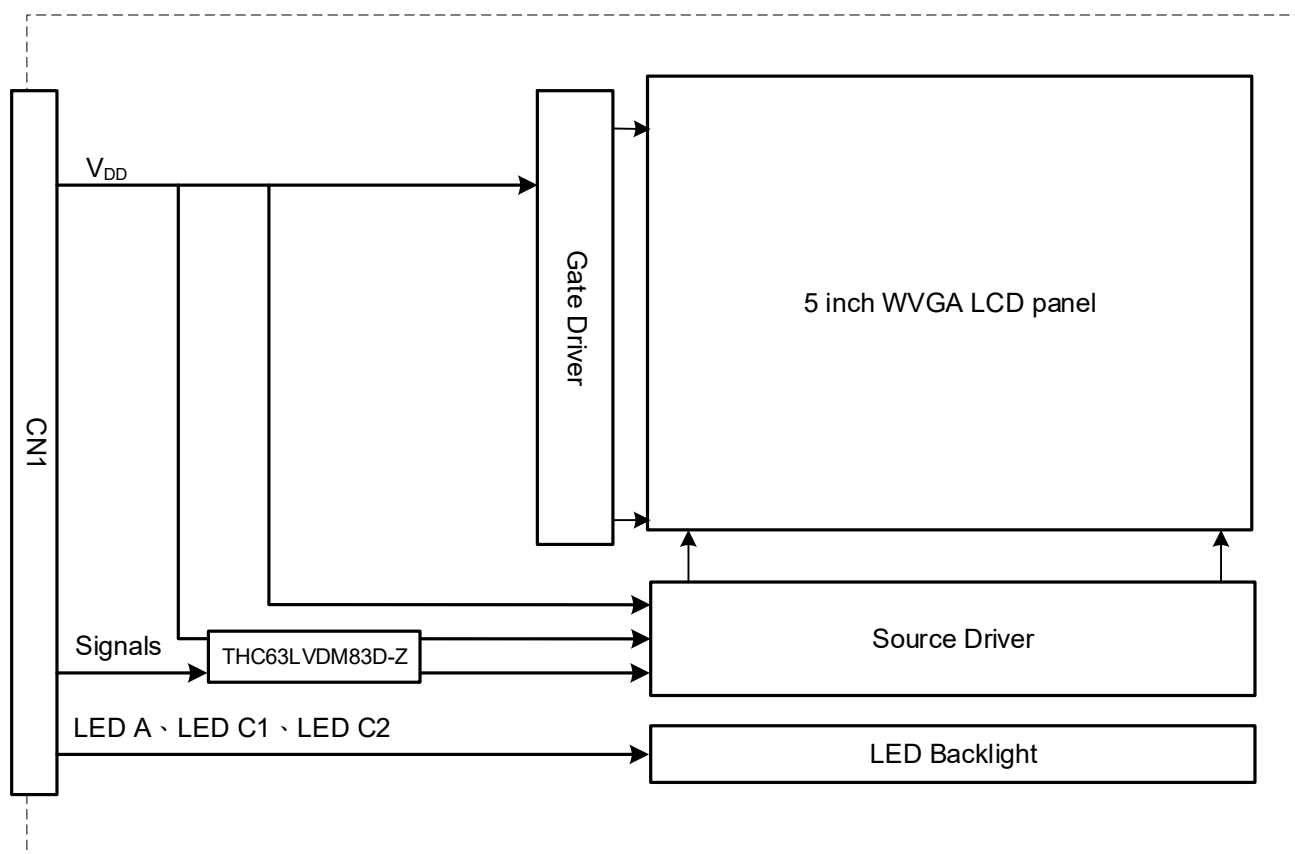 V_DD
Gate Driver
5 inch WVGA LCD panel
CN1
Signals
THC63LVDM83D-Z
Source Driver
LED A、LED C1、LED C2
LED Backlight